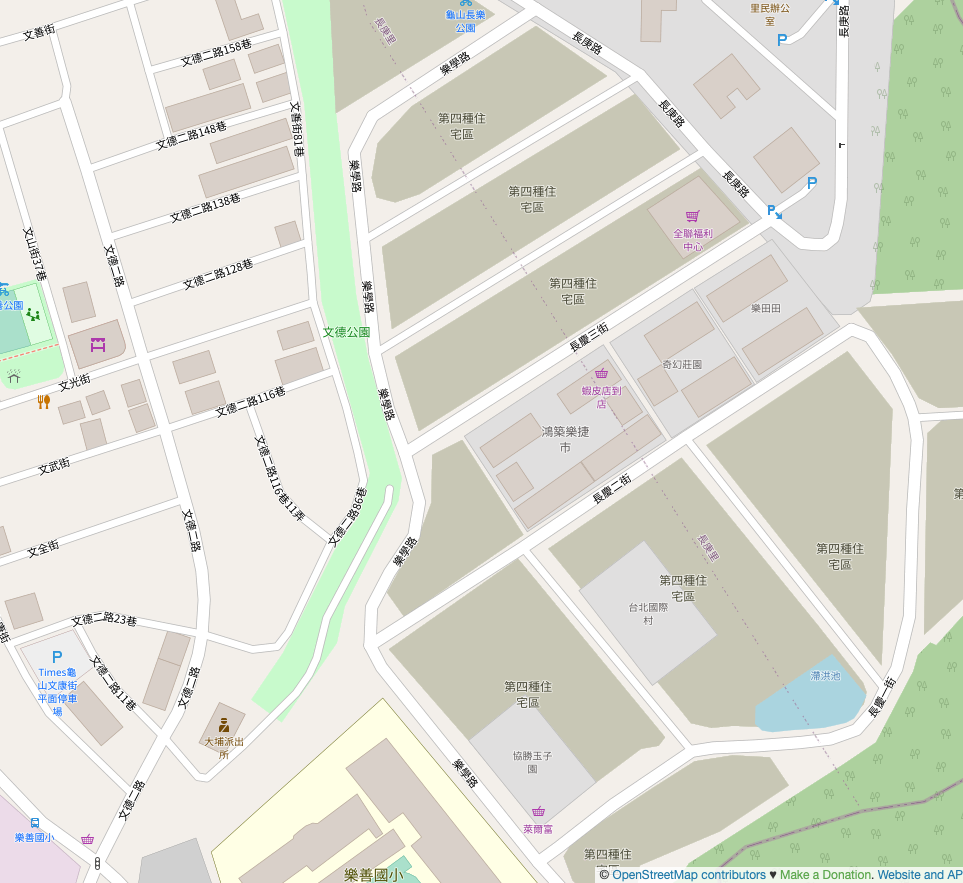 里民辦公
室
龜山長樂
公園
長庚里
長庚路
長庚路
文善街
文德二路158巷
樂學路
P
第四種住
宅區
長庚路
文善街81巷
文德二路148巷
樂學路
長庚路
P
第四種住
宅區
文德二路138巷
P
全聯福利
中心
文山街37巷
文德二路
文德二路128巷
第四種住
宅區
樂學路
公園
樂田田
文德公園
長慶三街
奇幻莊園
文光街
蝦皮店到
店
樂學路
文德二路116巷
鴻築樂捷
市
文武街
文德二路116巷11弄
長慶二街
第
文德二路86巷
文德二路
文全街
樂學路
長庚里
第四種住
宅區
第四種住
宅區
台北國際
村
文德二路23巷
康街
P
Times龜
山文康街
平面停車
場
文德二路11巷
文德二路
滯洪池
長慶一街
第四種住
宅區
大埔派出
所
協勝玉子
園
樂學路
文德二路
萊爾富
樂善國小
第四種住
宅區
樂善國小
© OpenStreetMap contributors ♥ Make a Donation. Website and AP